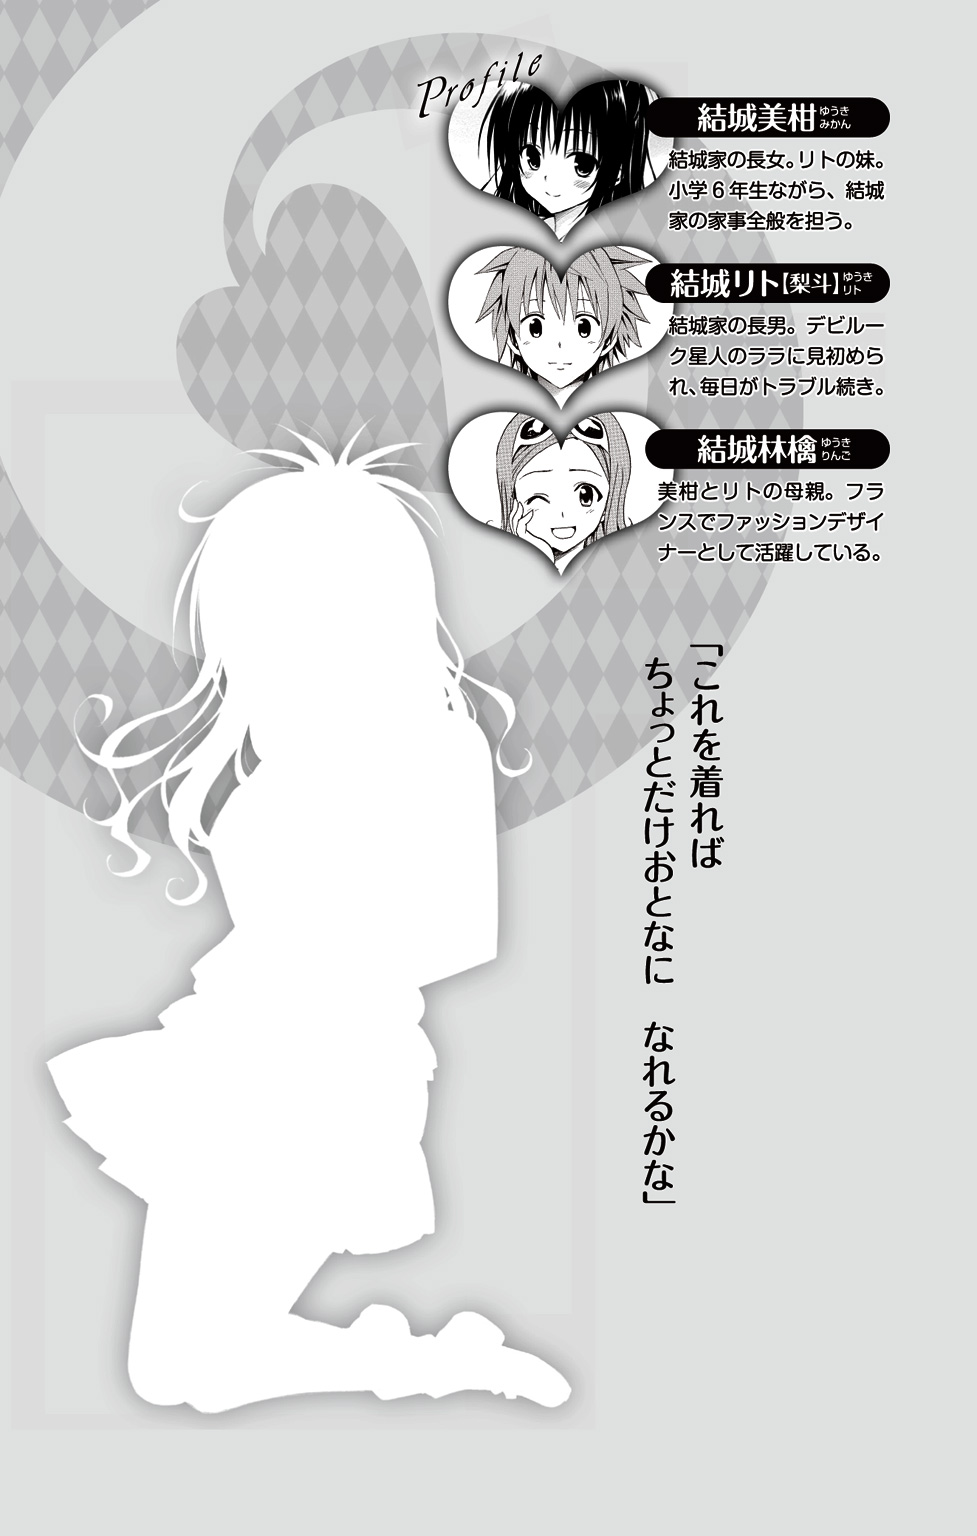 Profile
結城美柑
ゆうき
みかん
結城家の長女。リトの妹。
小学6年生ながら、結城
家の家事全般を担う。
結城リト【梨斗】
ゆうき
リト
結城家の長男。デビルー
ク星人のララに見初めら
れ、毎日がトラブル続き。
結城林檎
ゆうき
りんご
美柑とリトの母親。フラ
ンスでファッションデザイ
ナーとして活躍している。
「これを着れば
ちょっとだけおとなに　なれるかな」